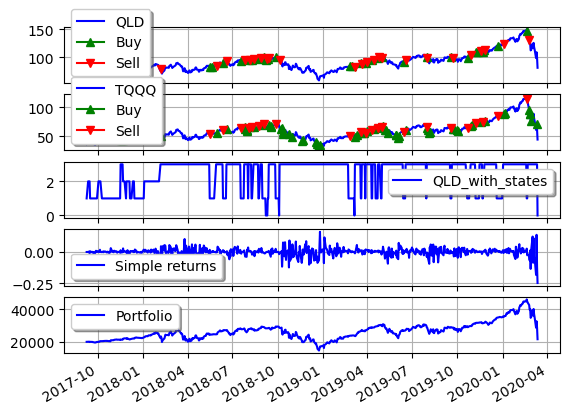 150
100
QLD
Buy
Sell
100
50
TQQQ
Buy
Sell
2
0
QLD_with_states
0.00
−0.25
Simple returns
40000
20000
Portfolio
2017-10
2018-01
2018-04
2018-07
2018-10
2019-01
2019-04
2019-07
2019-10
2020-01
2020-04